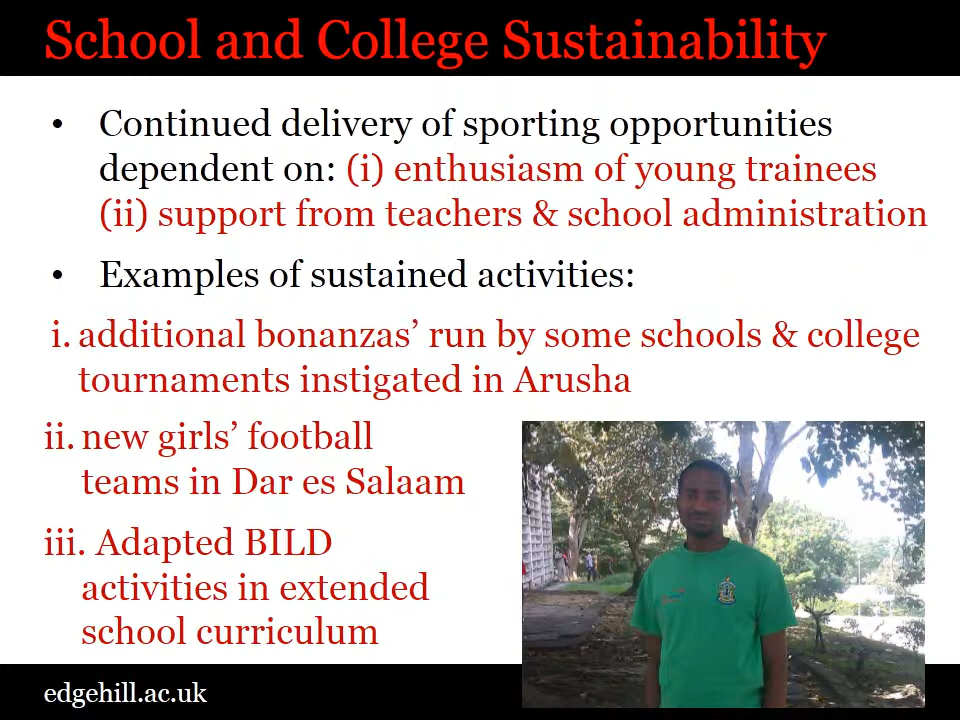 School and College Sustainability
• Continued delivery of sporting opportunities
dependent on: (i) enthusiasm of young trainees
(ii) support from teachers & school administration
• Examples of sustained activities:
i. additional bonanzas’ run by some schools & college
tournaments instigated in Arusha
ii. new girls’ football
teams in Dar es Salaam
iii. Adapted BILD
activities in extended
school curriculum
edgehill.ac.uk